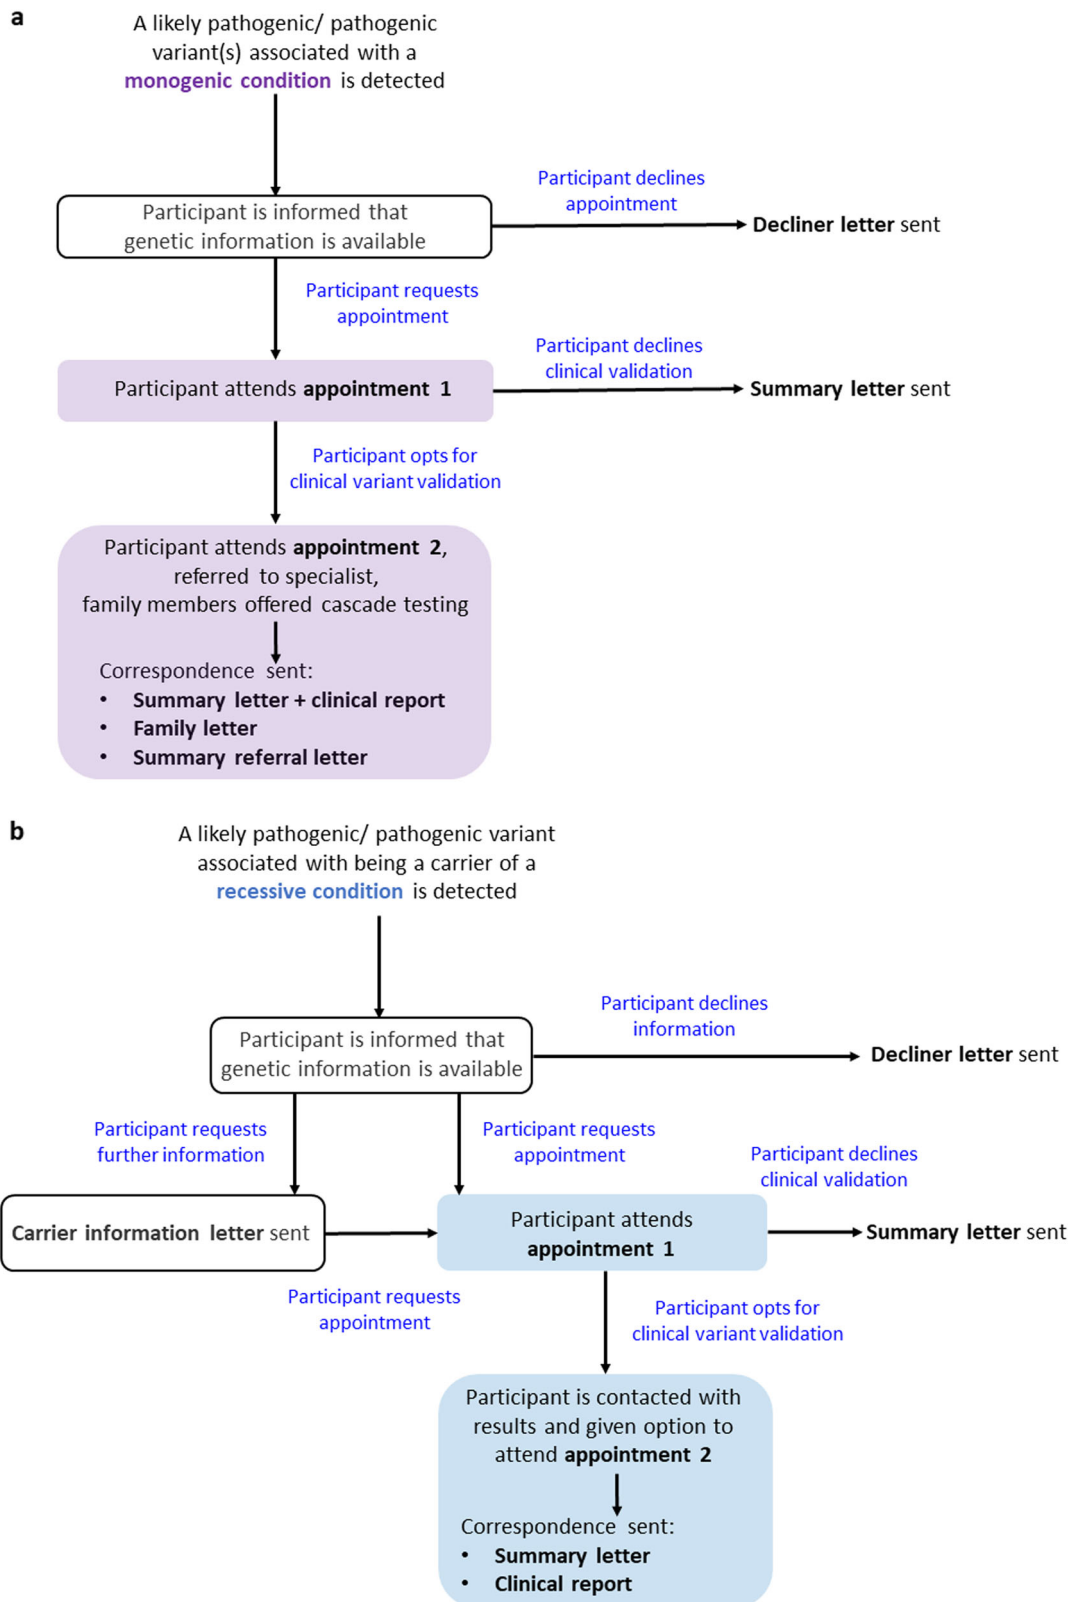 a
A likely pathogenic/ pathogenic
variant(s) associated with a
monogenic condition is detected
Participant is informed that
genetic information is available
Participant declines
appointment
Decliner letter sent
Participant requests
appointment
Participant attends appointment 1
Participant declines
clinical validation
Summary letter sent
Participant opts for
clinical variant validation
Participant attends appointment 2,
referred to specialist,
family members offered cascade testing
Correspondence sent:
• Summary letter + clinical report
• Family letter
• Summary referral letter
b
A likely pathogenic/ pathogenic variant
associated with being a carrier of a
recessive condition is detected
Participant is informed that
genetic information is available
Participant declines
information
Decliner letter sent
Participant requests
further information
Participant requests
appointment
Carrier information letter sent
Participant requests
appointment
Participant attends
appointment 1
Participant declines
clinical validation
Summary letter sent
Participant opts for
clinical variant validation
Participant is contacted with
results and given option to
attend appointment 2
Correspondence sent:
• Summary letter
• Clinical report